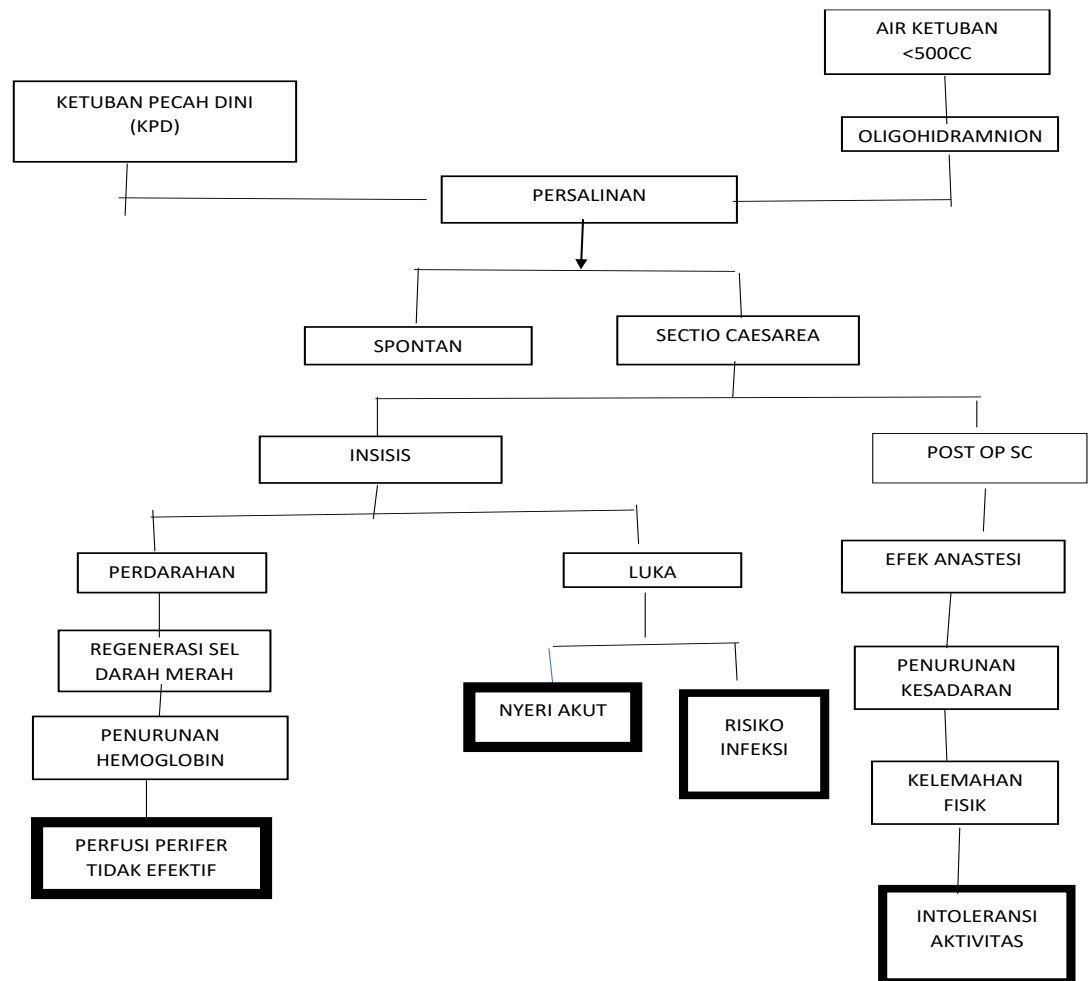 AIR KETUBAN
<500CC
KETUBAN PECAH DINI
(KPD)
OLIGOHIDRAMNION
PERSALINAN
SPONTAN
SECTIO CAESAREA
INSISIS
POST OP SC
PERDARAHAN
LUKA
EFEK ANASTESI
REGENERASI SEL
DARAH MERAH
PENURUNAN
KESADARAN
NYERI AKUT
RISIKO
INFEKSI
PENURUNAN
HEMOGLOBIN
KELEMAHAN
FISIK
PERFUSI PERIFER
TIDAK EFEKTIF
INTOLERANSI
AKTIVITAS